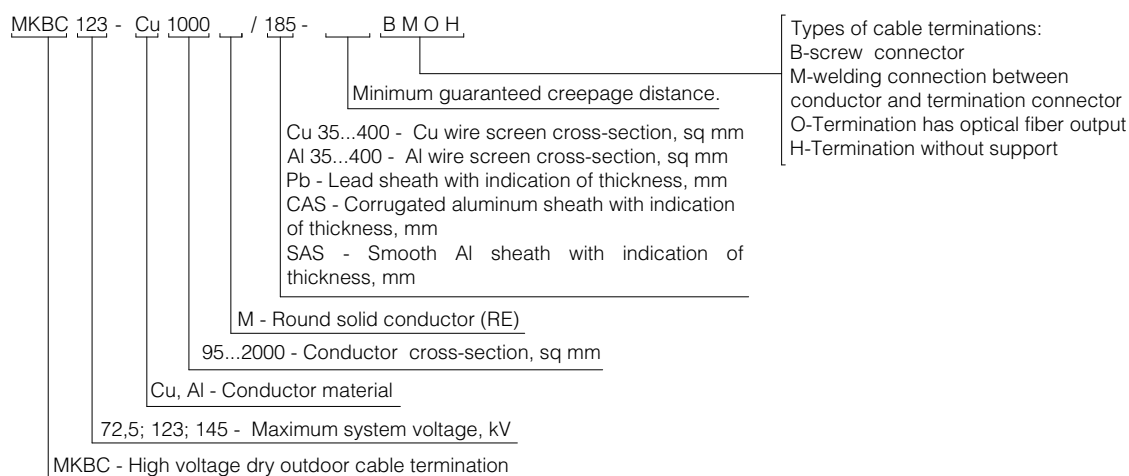 MKBC 123 - Cu 1000 __ / 185 - ___ B M O H
Types of cable terminations:
B-screw connector
M-welding connection between
conductor and termination connector
O-Termination has optical fiber output
H-Termination without support
Minimum guaranteed creepage distance.
Cu 35...400 - Cu wire screen cross-section, sq mm
Al 35...400 - Al wire screen cross-section, sq mm
Pb - Lead sheath with indication of thickness, mm
CAS - Corrugated aluminum sheath with indication
of thickness, mm
SAS - Smooth Al sheath with indication of
thickness, mm
M - Round solid conductor (RE)
95...2000 - Conductor cross-section, sq mm
Cu, Al - Conductor material
72,5; 123; 145 - Maximum system voltage, kV
MKBC - High voltage dry outdoor cable termination